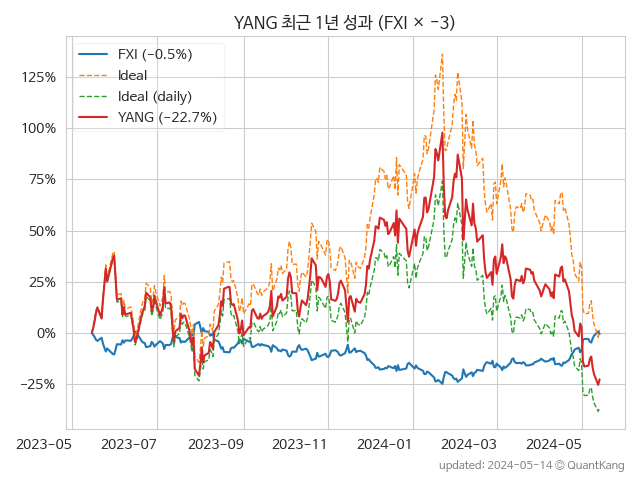 YANG 최근 1년 성과 (FXI × −3)
FXI (−0.5%)
Ideal
Ideal (daily)
YANG (−22.7%)
125%
100%
75%
50%
25%
0%
−25%
2023-05 2023-07 2023-09 2023-11 2024-01 2024-03 2024-05
updated: 2024-05-14 © QuantKang